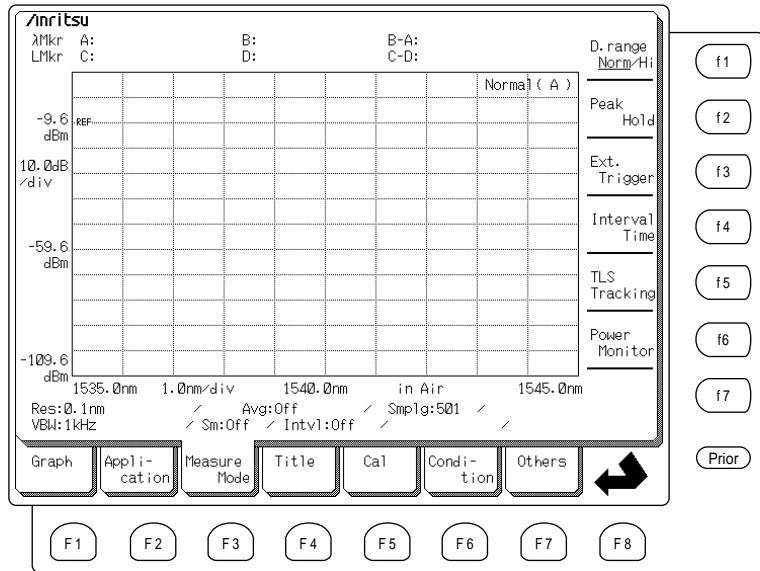 /inritsu
λMkr A: B: B-A:
LMkr C: D: C-D:
Normal( A )
-9.6
dBm
REF
10.0dB
/div
-59.6
dBm
-109.6
dBm
1535.0nm 1.0nm/div 1540.0nm in Air 1545.0nm
Res:0.1nm / Avg:Off / Smplg:501 /
VBW:1kHz / Sm:Off / Intvl:Off / /
D.range
Norm/Hi
Peak
Hold
Ext.
Trigger
Interval
Time
TLS
Tracking
Power
Monitor
f1
f2
f3
f4
f5
f6
f7
Prior
Graph
Appli-
cation
Measure
Mode
Title
Cal
Condi-
tion
Others
F1 F2 F3 F4 F5 F6 F7 F8